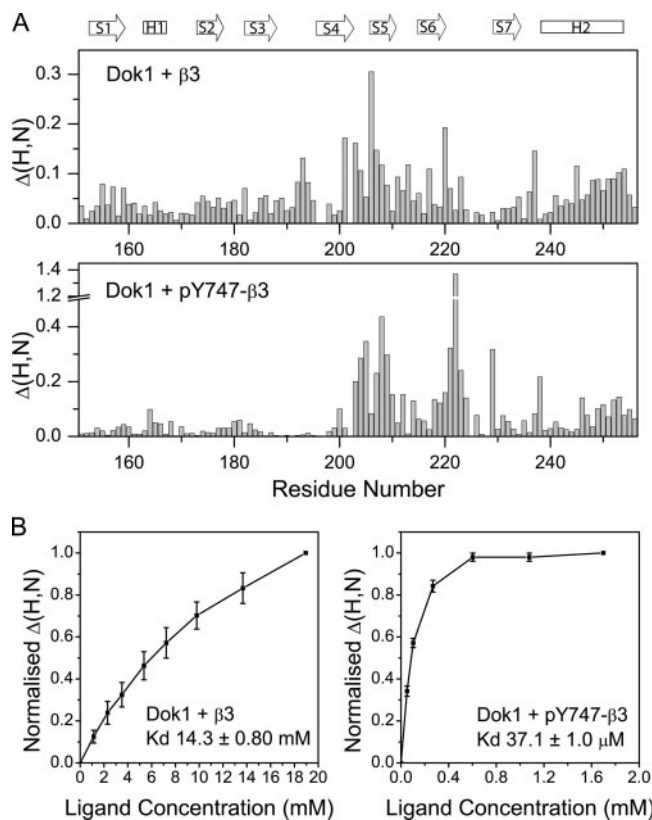 A
S1 H1 S2 S3 S4 S5 S6 S7 H2
Dok1 + β3
Δ(H,N)
0.3
0.2
0.1
0.0
160 180 200 220 240
Dok1 + pY747-β3
Δ(H,N)
1.4
1.2
0.4
0.2
0.0
160 180 200 220 240
Residue Number
B
Normalised Δ(H,N)
1.0
0.8
0.6
0.4
0.2
0.0
Dok1 + β3
Kd 14.3 ± 0.80 mM
0 2 4 6 8 10 12 14 16 18 20
Ligand Concentration (mM)
Normalised Δ(H,N)
1.0
0.8
0.6
0.4
0.2
0.0
Dok1 + pY747-β3
Kd 37.1 ± 1.0 μM
0.0 0.4 0.8 1.2 1.6 2.0
Ligand Concentration (mM)